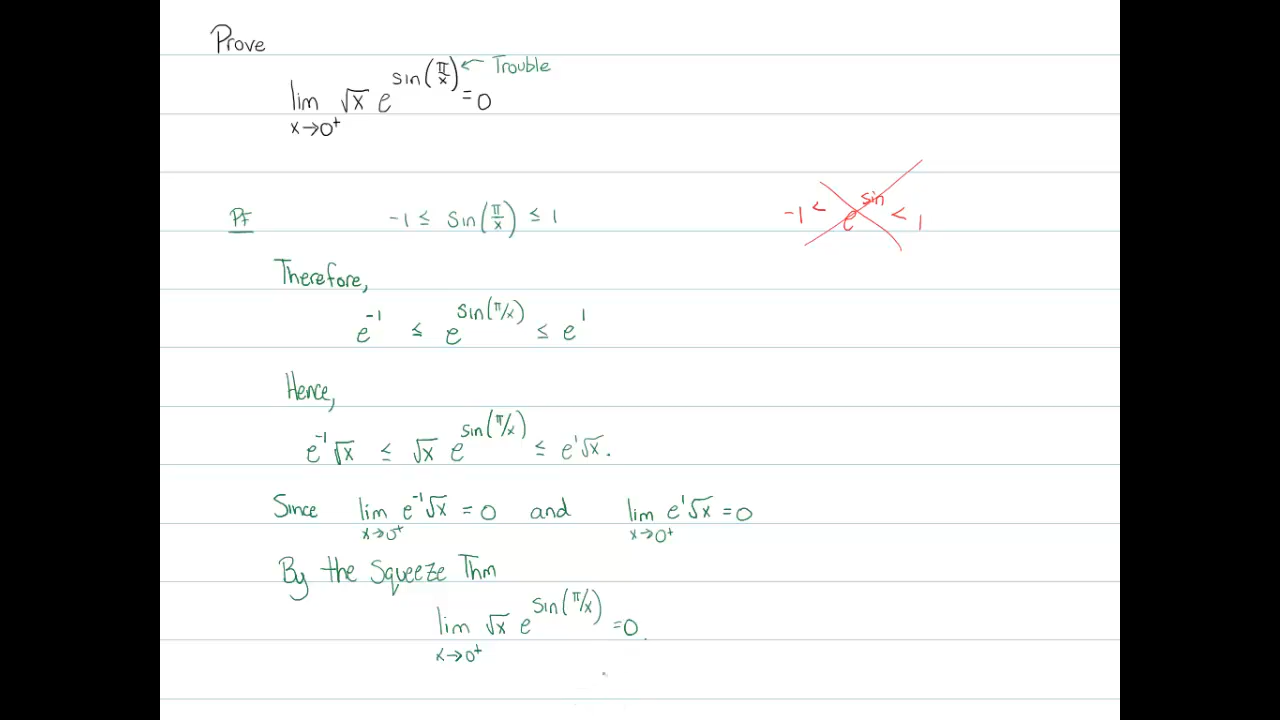 Prove
lim x→0⁺ √x e^sin(π/x) = 0 ← Trouble
-1 < e^sin < 1
Pf -1 ≤ sin(π/x) ≤ 1
Therefore,
e^-1 ≤ e^sin(π/x) ≤ e^1
Hence,
e^-1 √x ≤ √x e^sin(π/x) ≤ e^1 √x.
Since lim x→0⁺ e^-1 √x = 0 and lim x→0⁺ e^1 √x = 0
By the Squeeze Thm
lim x→0⁺ √x e^sin(π/x) = 0.